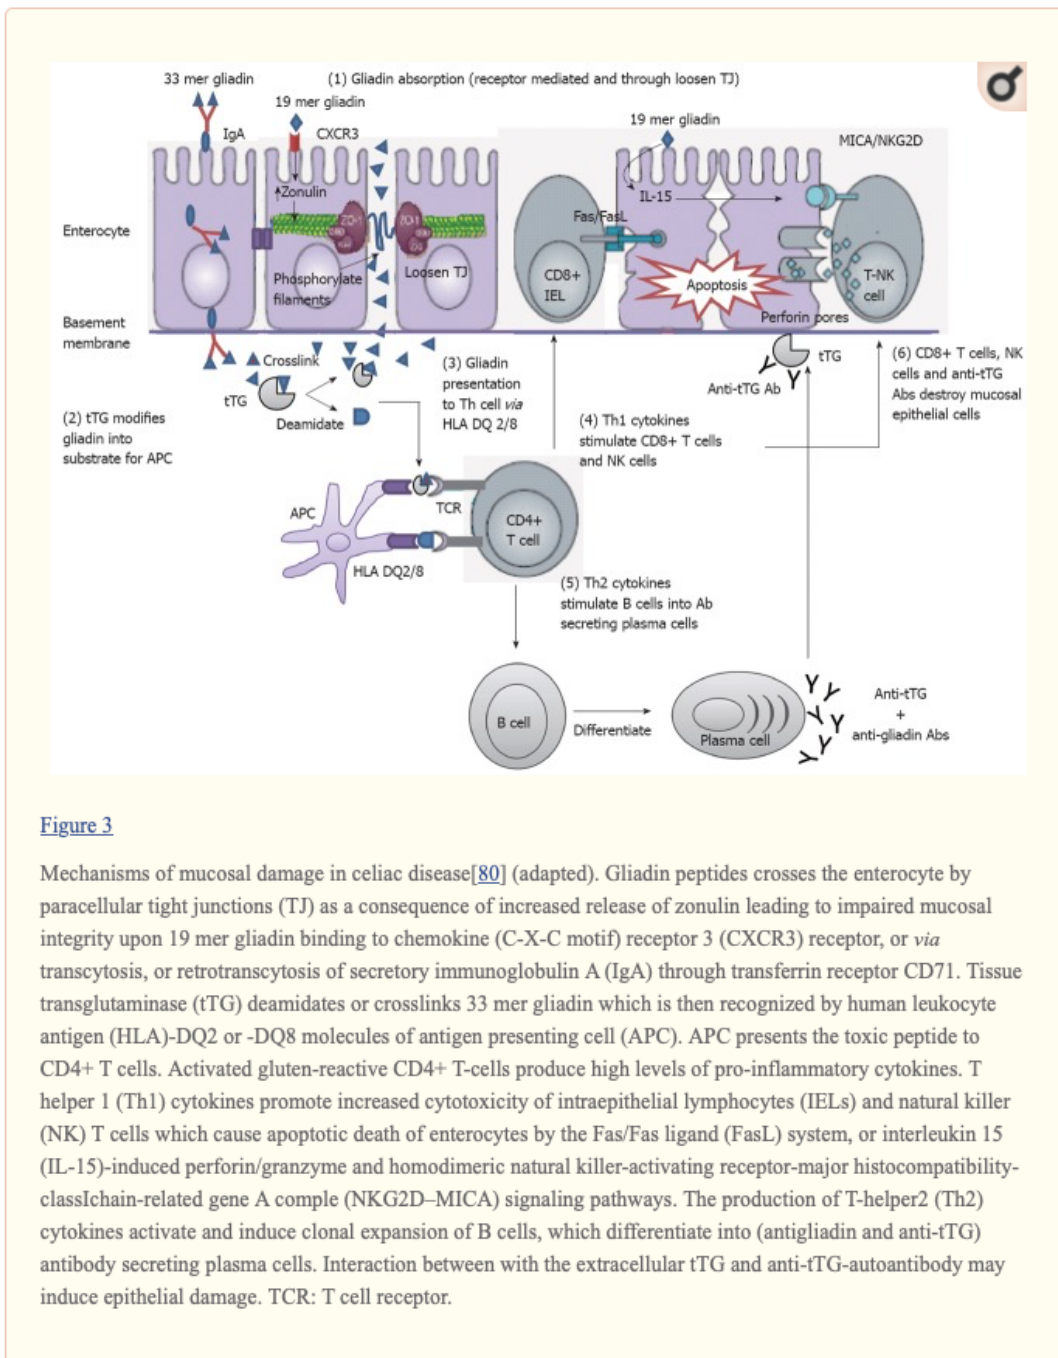 33 mer gliadin
(1) Gliadin absorption (receptor mediated and through loosen TJ)
19 mer gliadin
IgA
CXCR3
19 mer gliadin
MICA/NKG2D
Zonulin
IL-15
ZO-1
ZO-1
Fas/FasL
Enterocyte
Phosphorylate
filaments
Loosen TJ
CD8+
IEL
Apoptosis
T-NK
cell
Perforin pores
Basement
membrane
Crosslink
tTG
Deamidate
(2) tTG modifies
gliadin into
substrate for APC
(3) Gliadin
presentation
to Th cell via
HLA DQ 2/8
tTG
Anti-tTG Ab
(4) Th1 cytokines
stimulate CD8+ T cells
and NK cells
(6) CD8+ T cells, NK
cells and anti-tTG
Abs destroy mucosal
epithelial cells
APC
TCR
CD4+
T cell
HLA DQ2/8
(5) Th2 cytokines
stimulate B cells into Ab
secreting plasma cells
B cell
Differentiate
Plasma cell
Anti-tTG
+
anti-gliadin Abs
Figure 3
Mechanisms of mucosal damage in celiac disease[80] (adapted). Gliadin peptides crosses the enterocyte by
paracellular tight junctions (TJ) as a consequence of increased release of zonulin leading to impaired mucosal
integrity upon 19 mer gliadin binding to chemokine (C-X-C motif) receptor 3 (CXCR3) receptor, or via
transcytosis, or retrotranscytosis of secretory immunoglobulin A (IgA) through transferrin receptor CD71. Tissue
transglutaminase (tTG) deamidates or crosslinks 33 mer gliadin which is then recognized by human leukocyte
antigen (HLA)-DQ2 or -DQ8 molecules of antigen presenting cell (APC). APC presents the toxic peptide to
CD4+ T cells. Activated gluten-reactive CD4+ T-cells produce high levels of pro-inflammatory cytokines. T
helper 1 (Th1) cytokines promote increased cytotoxicity of intraepithelial lymphocytes (IELs) and natural killer
(NK) T cells which cause apoptotic death of enterocytes by the Fas/Fas ligand (FasL) system, or interleukin 15
(IL-15)-induced perforin/granzyme and homodimeric natural killer-activating receptor-major histocompatibility-
classIchain-related gene A comple (NKG2D–MICA) signaling pathways. The production of T-helper2 (Th2)
cytokines activate and induce clonal expansion of B cells, which differentiate into (antigliadin and anti-tTG)
antibody secreting plasma cells. Interaction between with the extracellular tTG and anti-tTG-autoantibody may
induce epithelial damage. TCR: T cell receptor.